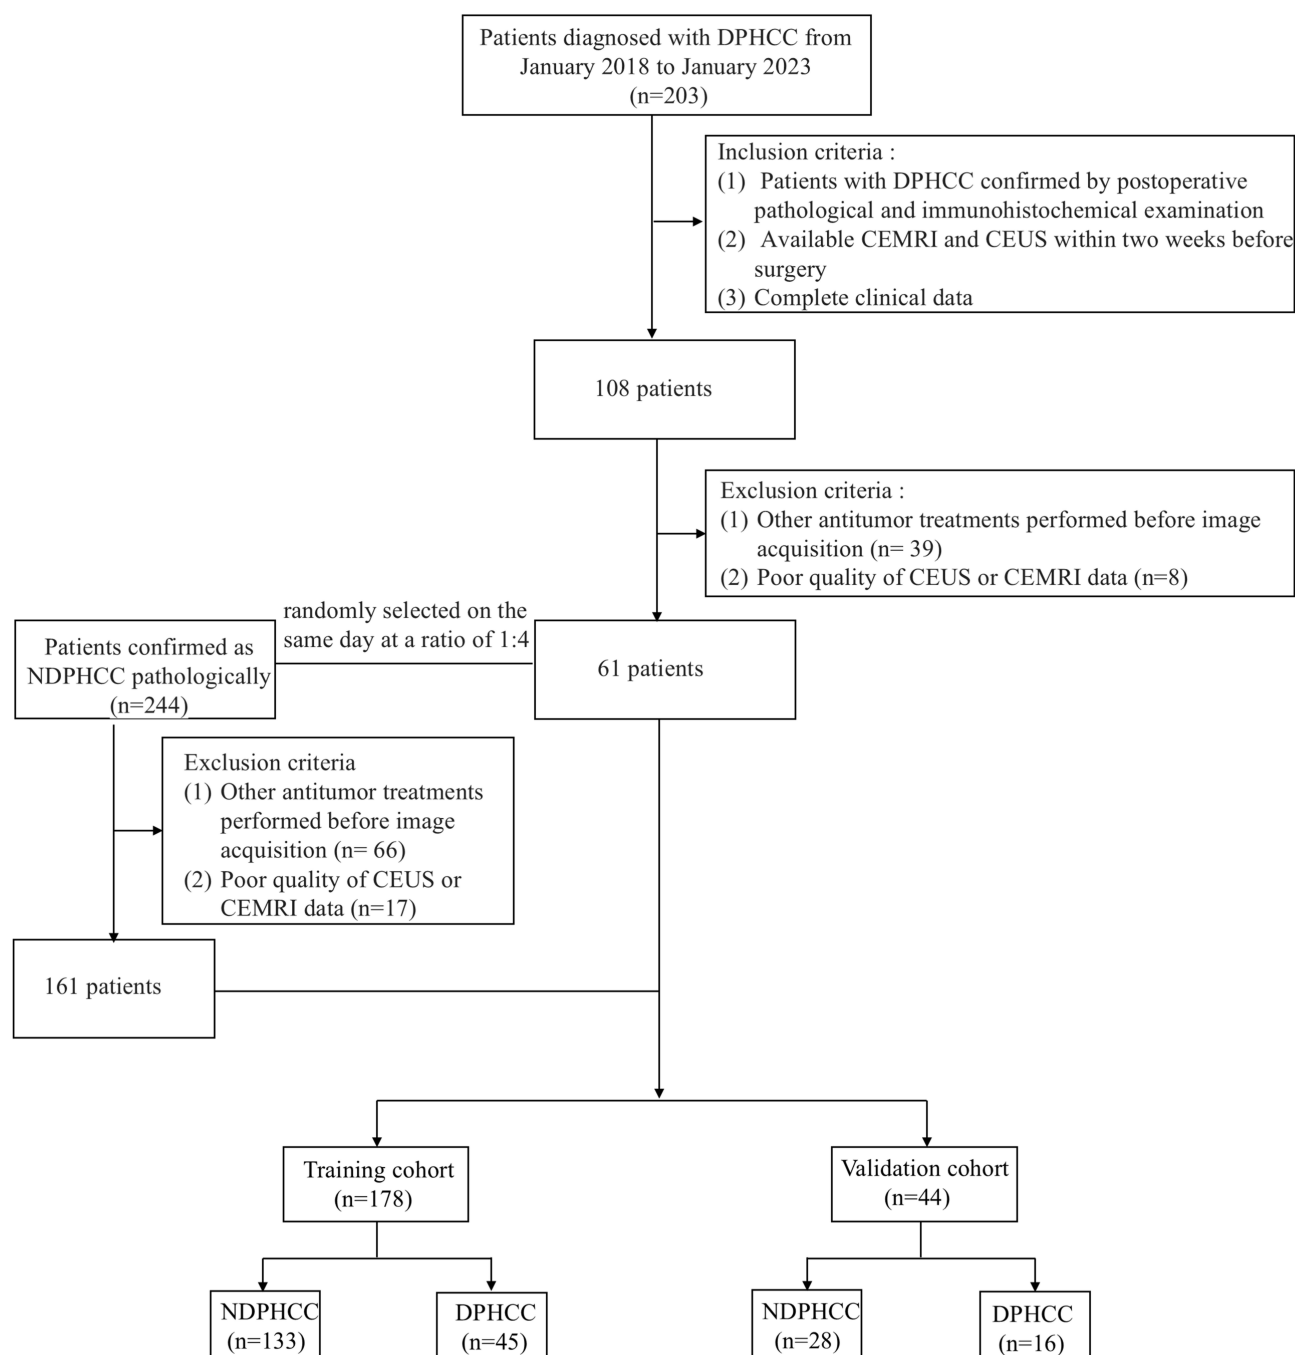 Patients diagnosed with DPHCC from
January 2018 to January 2023
(n=203)
Inclusion criteria :
(1) Patients with DPHCC confirmed by postoperative
pathological and immunohistochemical examination
(2) Available CEMRI and CEUS within two weeks before
surgery
(3) Complete clinical data
108 patients
Exclusion criteria :
(1) Other antitumor treatments performed before image
acquisition (n= 39)
(2) Poor quality of CEUS or CEMRI data (n=8)
randomly selected on the
same day at a ratio of 1:4
Patients confirmed as
NDPHCC pathologically
(n=244)
61 patients
Exclusion criteria
(1) Other antitumor treatments
performed before image
acquisition (n= 66)
(2) Poor quality of CEUS or
CEMRI data (n=17)
161 patients
Training cohort
(n=178)
Validation cohort
(n=44)
NDPHCC
(n=133)
DPHCC
(n=45)
NDPHCC
(n=28)
DPHCC
(n=16)